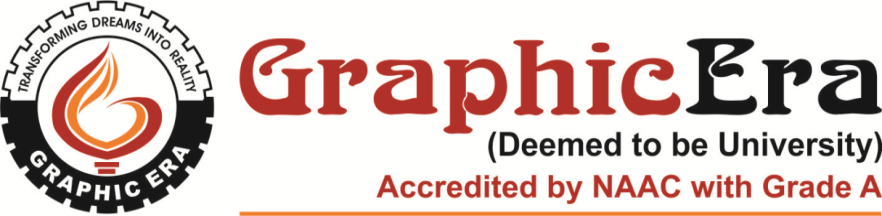 TRANSFORMING DREAMS INTO REALITY
GRAPHIC ERA
GraphicEra
(Deemed to be University)
Accredited by NAAC with Grade A